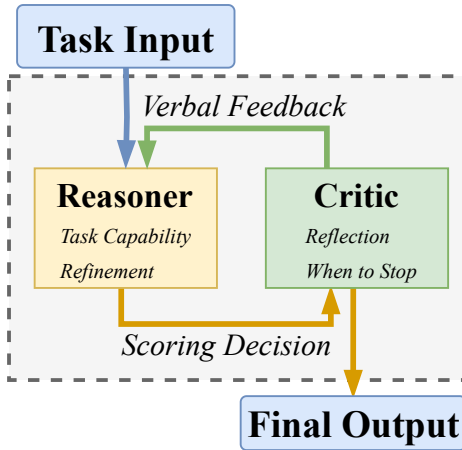 Task Input
Verbal Feedback
Reasoner
Task Capability
Refinement
Critic
Reflection
When to Stop
Scoring Decision
Final Output